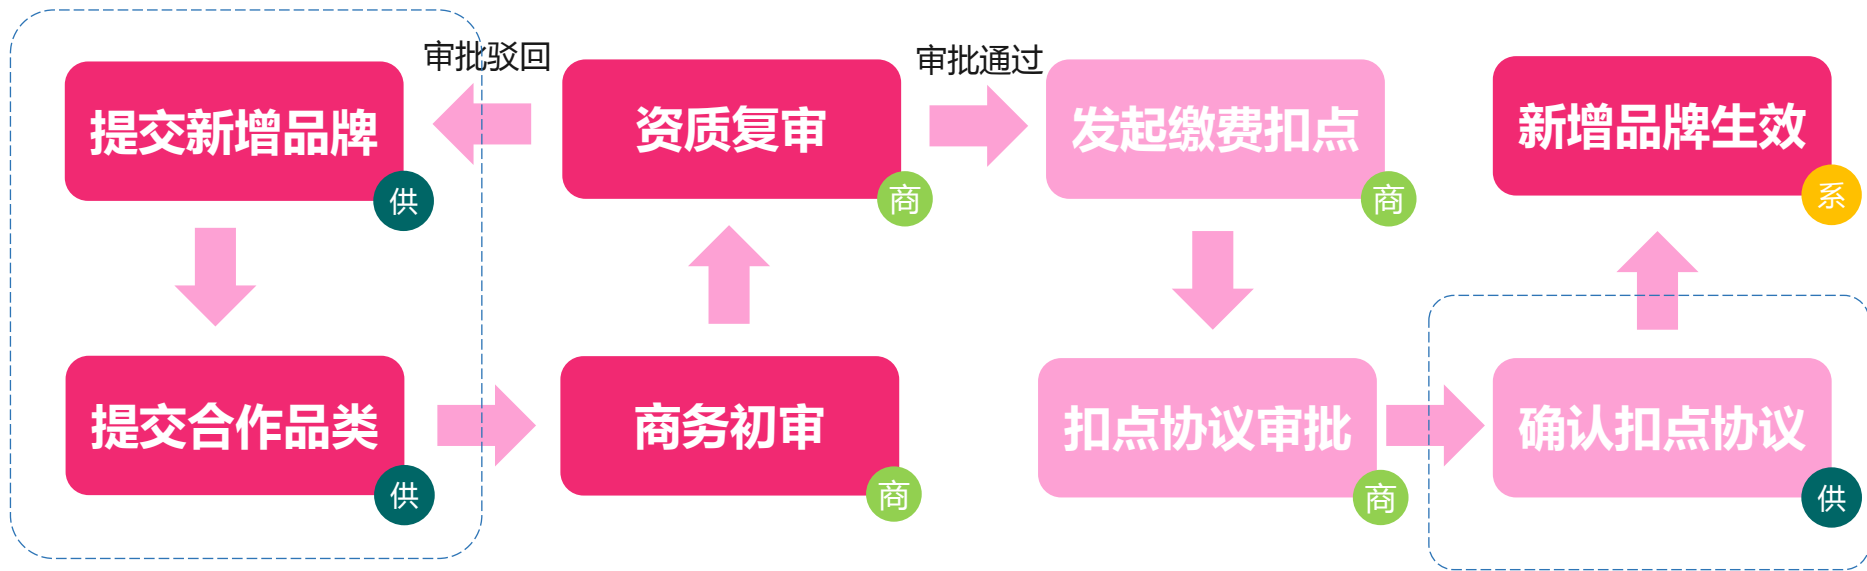 审批驳回
审批通过
提交新增品牌
供
资质复审
商
发起缴费扣点
商
新增品牌生效
系
提交合作品类
供
商务初审
商
扣点协议审批
商
确认扣点协议
供